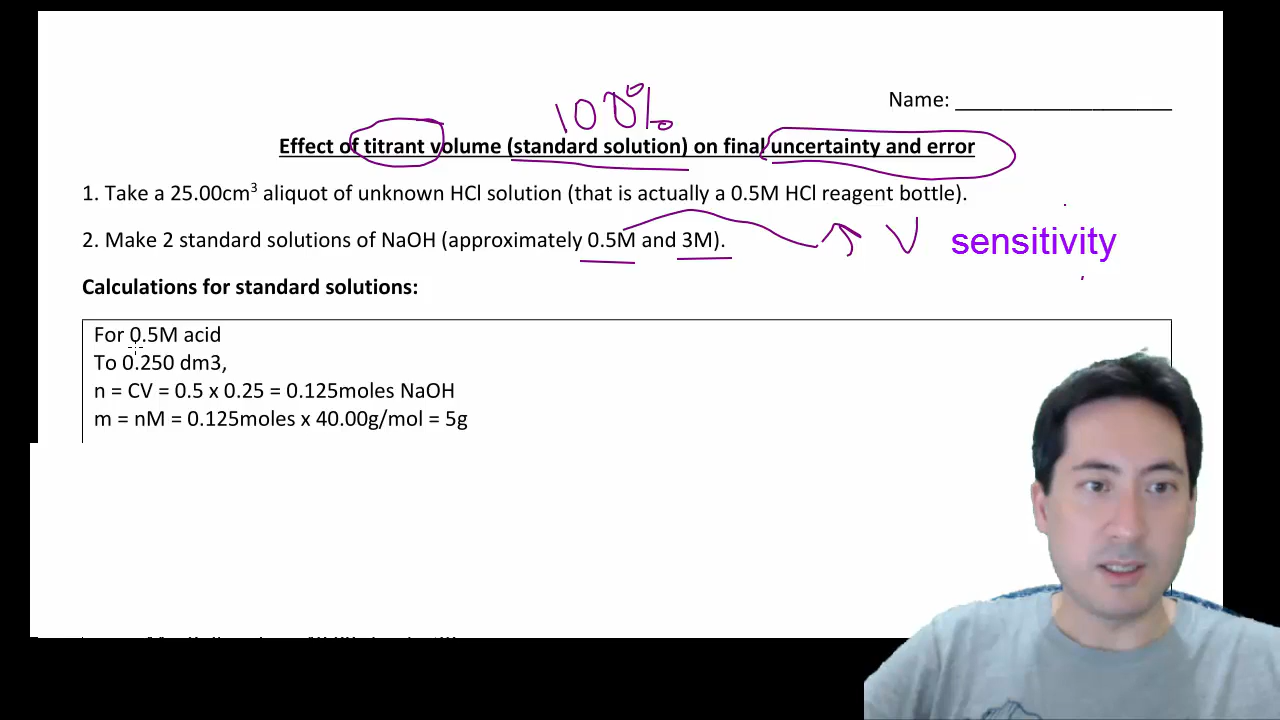 100%
Name: ____________________
Effect of titrant volume (standard solution) on final uncertainty and error
1. Take a 25.00cm³ aliquot of unknown HCl solution (that is actually a 0.5M HCl reagent bottle).
2. Make 2 standard solutions of NaOH (approximately 0.5M and 3M). ↑ V sensitivity
Calculations for standard solutions:
For 0.5M acid
To 0.250 dm3,
n = CV = 0.5 x 0.25 = 0.125moles NaOH
m = nM = 0.125moles x 40.00g/mol = 5g